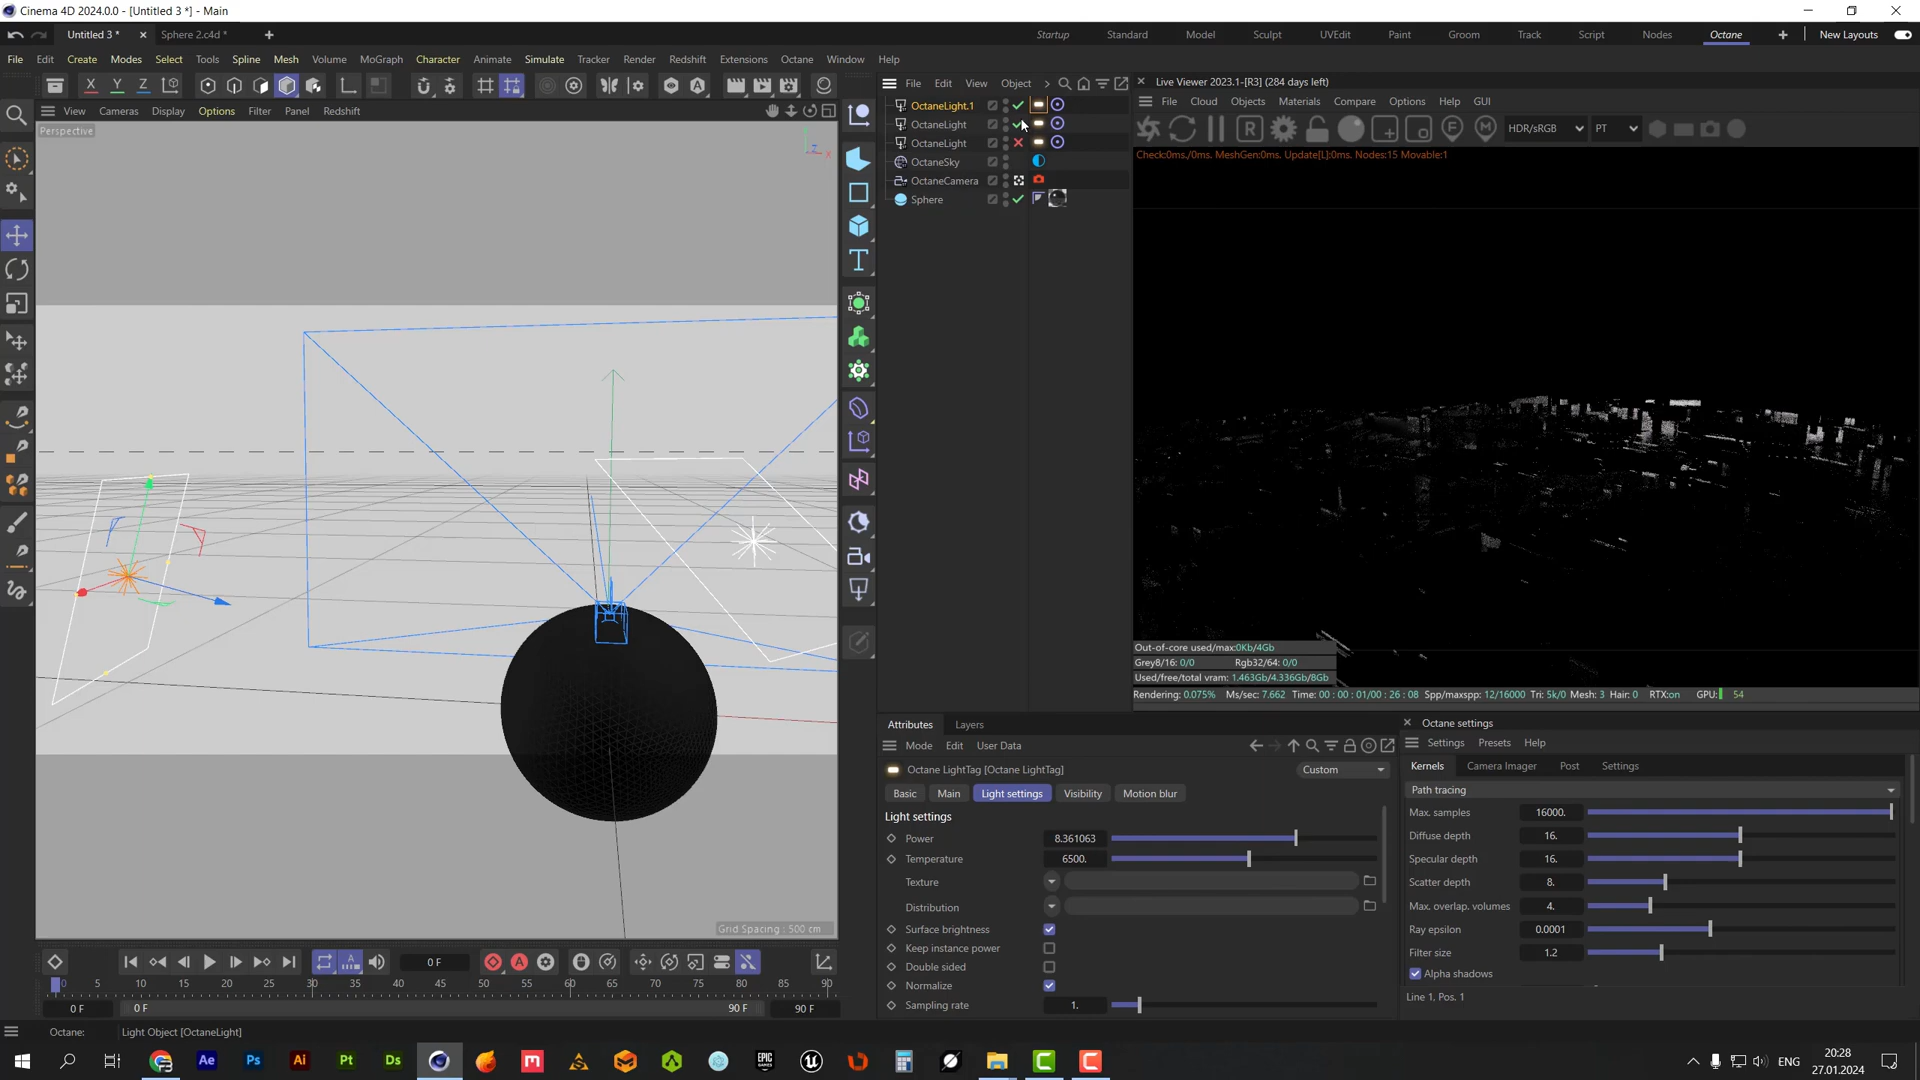 Cinema 4D 2024.0.0 - [Untitled 3 *] - Main
Untitled 3 *
Sphere 2.c4d *
Startup
Standard
Model
Sculpt
UVEdit
Paint
Groom
Track
Script
Nodes
Octane
New Layouts
File Edit Create Modes Select Tools Spline Mesh Volume MoGraph Character Animate Simulate Tracker Render Redshift Extensions Octane Window Help
X Y Z
View Cameras Display Options Filter Panel Redshift
Perspective
Grid Spacing : 500 cm
File Edit View Object
OctaneLight.1
OctaneLight
OctaneLight
OctaneSky
OctaneCamera
Sphere
Live Viewer 2023.1-[R3] (284 days left)
File Cloud Objects Materials Compare Options Help GUI
HDR/sRGB PT
Check:0ms./0ms. MeshGen:0ms. Update[L]:0ms. Nodes:15 Movable:1
Out-of-core used/max:0Kb/4Gb
Grey8/16: 0/0 Rgb32/64: 0/0
Used/free/total vram: 1.463Gb/4.336Gb/8Gb
Rendering: 0.075% Ms/sec: 7.662 Time: 00 : 00 : 01/00 : 26 : 08 Spp/maxspp: 12/16000 Tri: 5k/0 Mesh: 3 Hair: 0 RTX:on GPU: 54
Attributes Layers
Mode Edit User Data
Octane LightTag [Octane LightTag]
Custom
Basic Main Light settings Visibility Motion blur
Light settings
Power 8.361063
Temperature 6500.
Texture
Distribution
Surface brightness
Keep instance power
Double sided
Normalize
Sampling rate 1.
Octane settings
Settings Presets Help
Kernels Camera Imager Post Settings
Path tracing
Max. samples 16000.
Diffuse depth 16.
Specular depth 16.
Scatter depth 8.
Max. overlap. volumes 4.
Ray epsilon 0.0001
Filter size 1.2
Alpha shadows
Line 1, Pos. 1
0 F
0 5 10 15 20 25 30 35 40 45 50 55 60 65 70 75 80 85 90
0 F 0 F 90 F 90 F
Octane: Light Object [OctaneLight]
Ae Ps Ai Pt Ds
EPIC GAMES
ENG
20:28
27.01.2024